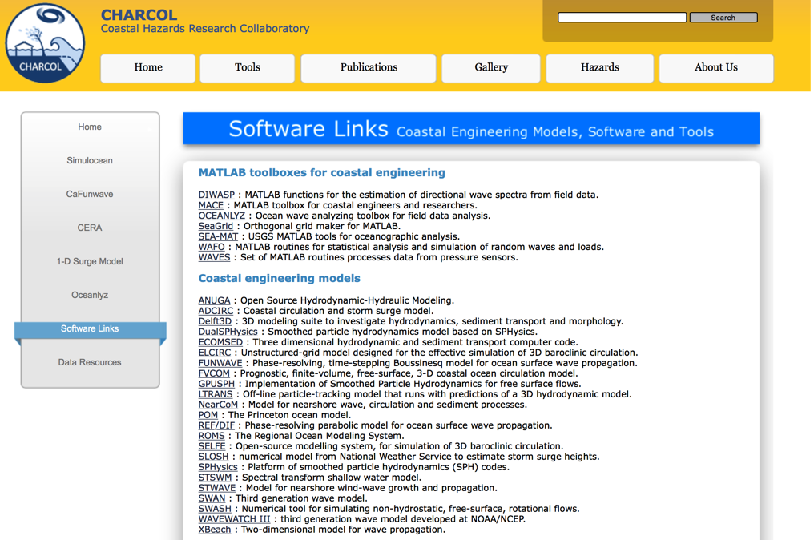 CHARCOL
Coastal Hazards Research Collaboratory
Search
CHARCOL
Home
Tools
Publications
Gallery
Hazards
About Us
Home
Simulocean
CaFunwave
CERA
1-D Surge Model
Oceanlyz
Software Links
Data Resources
Software Links Coastal Engineering Models, Software and Tools
MATLAB toolboxes for coastal engineering
DIWASP : MATLAB functions for the estimation of directional wave spectra from field data.
MACE : MATLAB toolbox for coastal engineers and researchers.
OCEANLYZ : Ocean wave analyzing toolbox for field data analysis.
SeaGrid : Orthogonal grid maker for MATLAB.
SEA-MAT : USGS MATLAB tools for oceanographic analysis.
WAFO : MATLAB routines for statistical analysis and simulation of random waves and loads.
WAVES : Set of MATLAB routines processes data from pressure sensors.
Coastal engineering models
ANUGA : Open Source Hydrodynamic-Hydraulic Modeling.
ADCIRC : Coastal circulation and storm surge model.
Delft3D : 3D modeling suite to investigate hydrodynamics, sediment transport and morphology.
DualSPHysics : Smoothed particle hydrodynamics model based on SPHysics.
ECOMSED : Three dimensional hydrodynamic and sediment transport computer code.
ELCIRC : Unstructured-grid model designed for the effective simulation of 3D baroclinic circulation.
FUNWAVE : Phase-resolving, time-stepping Boussinesq model for ocean surface wave propagation.
FVCOM : Prognostic, finite-volume, free-surface, 3-D coastal ocean circulation model.
GPUSPH : Implementation of Smoothed Particle Hydrodynamics for free surface flows.
LTRANS : Off-line particle-tracking model that runs with predictions of a 3D hydrodynamic model.
NearCoM : Model for nearshore wave, circulation and sediment processes.
POM : The Princeton ocean model.
REF/DIF : Phase-resolving parabolic model for ocean surface wave propagation.
ROMS : The Regional Ocean Modeling System.
SELFE : Open-source modelling system, for simulation of 3D baroclinic circulation.
SLOSH : numerical model from National Weather Service to estimate storm surge heights.
SPHysics : Platform of smoothed particle hydrodynamics (SPH) codes.
STSWM : Spectral transform shallow water model.
STWAVE : Model for nearshore wind-wave growth and propagation.
SWAN : Third generation wave model.
SWASH : Numerical tool for simulating non-hydrostatic, free-surface, rotational flows.
WAVEWATCH III : third generation wave model developed at NOAA/NCEP.
XBeach : Two-dimensional model for wave propagation.